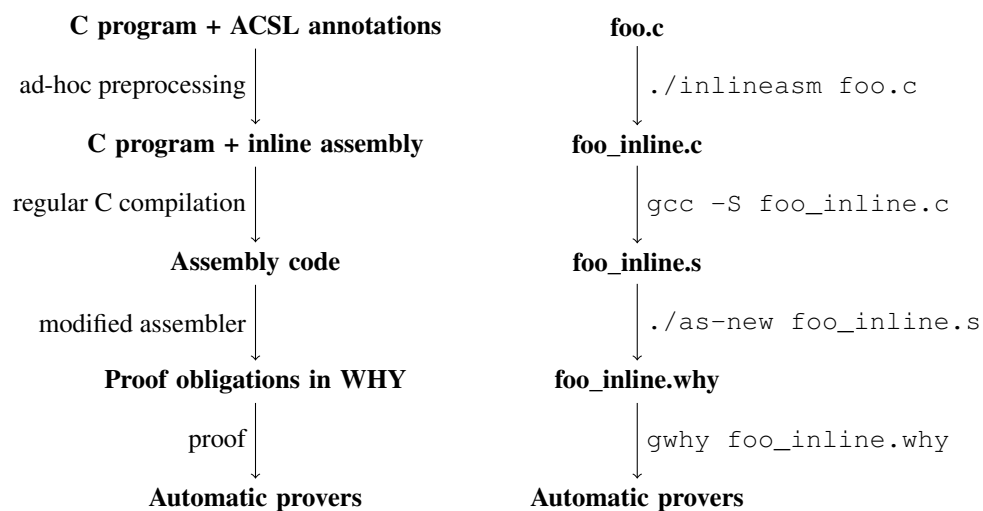 C program + ACSL annotations foo.c
ad-hoc preprocessing ./inlineasm foo.c
C program + inline assembly foo_inline.c
regular C compilation gcc -S foo_inline.c
Assembly code foo_inline.s
modified assembler ./as-new foo_inline.s
Proof obligations in WHY foo_inline.why
proof gwhy foo_inline.why
Automatic provers Automatic provers